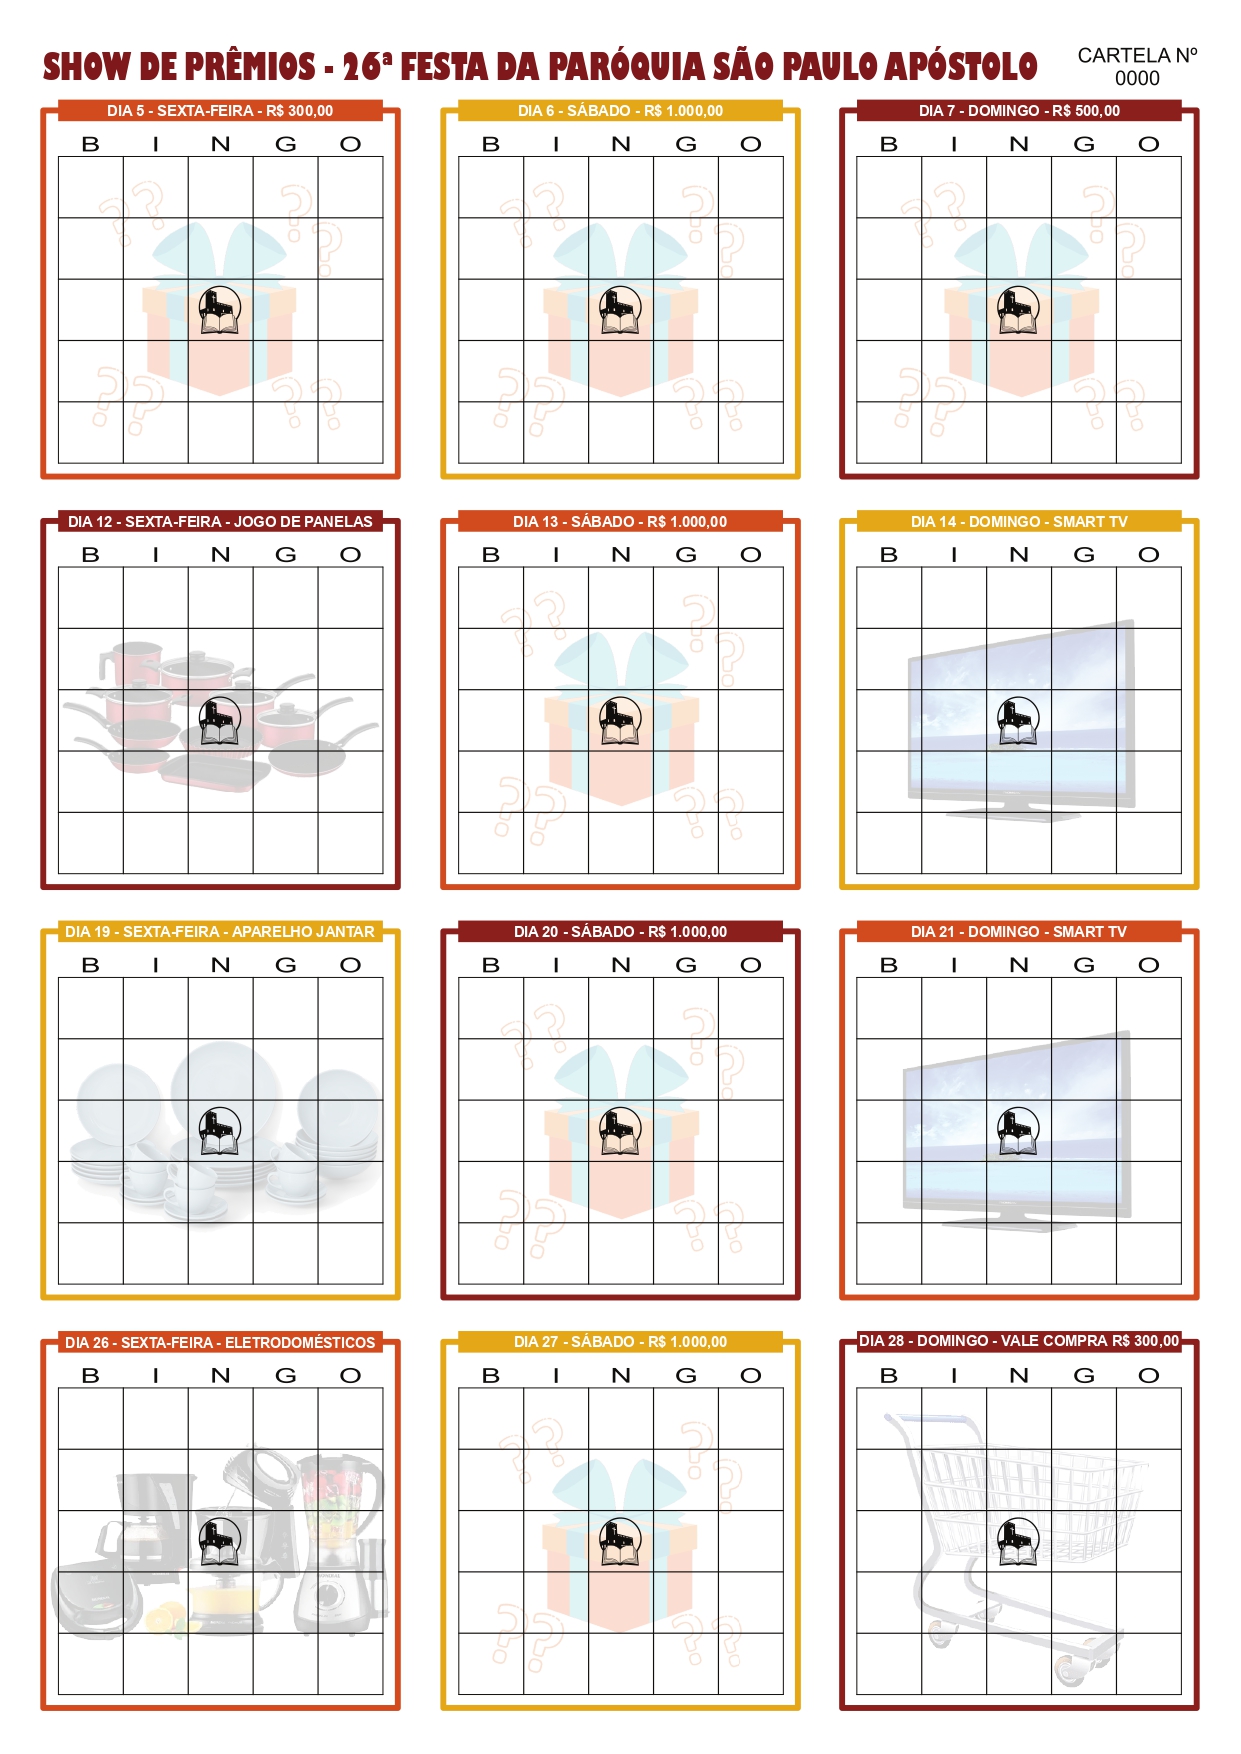 SHOW DE PRÊMIOS - 26ª FESTA DA PARÓQUIA SÃO PAULO APÓSTOLO
CARTELA Nº
0000
DIA 5 - SEXTA-FEIRA - R$ 300,00
B I N G O
DIA 6 - SÁBADO - R$ 1.000,00
B I N G O
DIA 7 - DOMINGO - R$ 500,00
B I N G O
DIA 12 - SEXTA-FEIRA - JOGO DE PANELAS
B I N G O
DIA 13 - SÁBADO - R$ 1.000,00
B I N G O
DIA 14 - DOMINGO - SMART TV
B I N G O
DIA 19 - SEXTA-FEIRA - APARELHO JANTAR
B I N G O
DIA 20 - SÁBADO - R$ 1.000,00
B I N G O
DIA 21 - DOMINGO - SMART TV
B I N G O
DIA 26 - SEXTA-FEIRA - ELETRODOMÉSTICOS
B I N G O
DIA 27 - SÁBADO - R$ 1.000,00
B I N G O
DIA 28 - DOMINGO - VALE COMPRA R$ 300,00
B I N G O